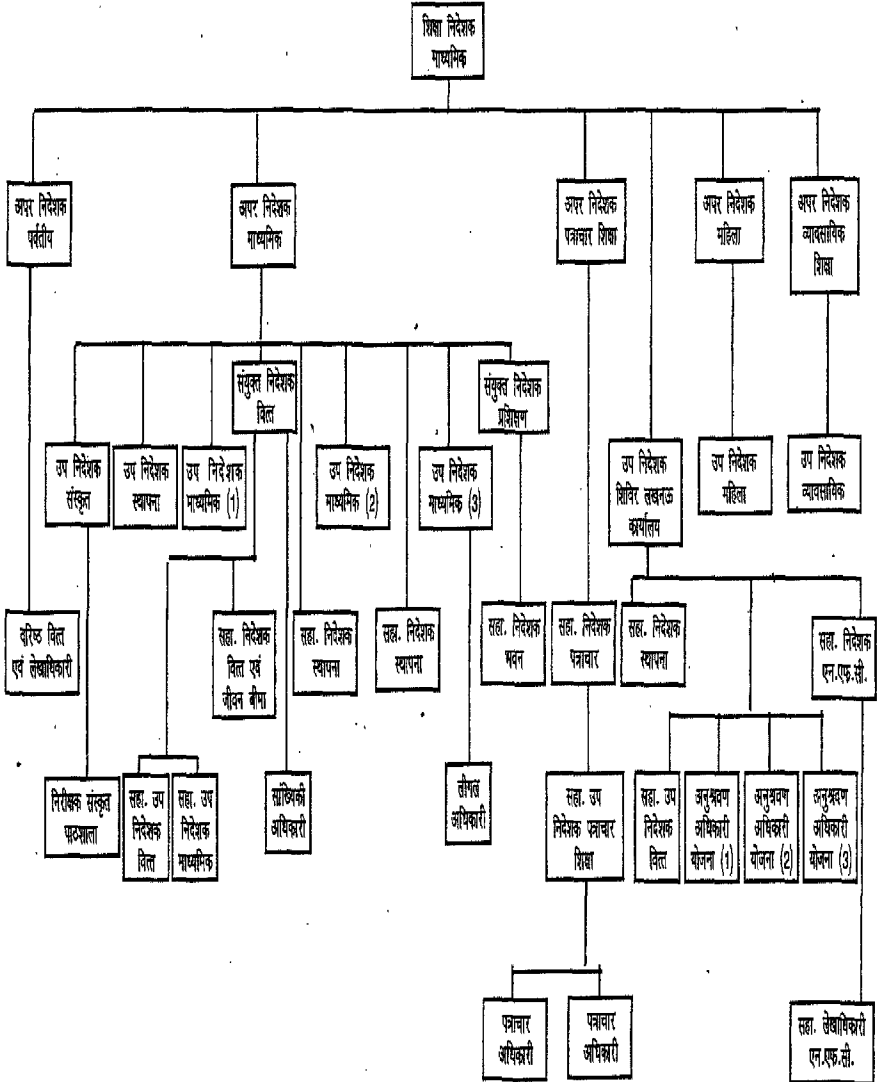 शिक्षा निदेशक
माध्यमिक
अपर निदेशक
पर्वतीय
अपर निदेशक
माध्यमिक
अपर निदेशक
पत्राचार शिक्षा
अपर निदेशक
महिला
अपर निदेशक
व्यावसायिक
शिक्षा
संयुक्त निदेशक
वित्त
संयुक्त निदेशक
प्रशिक्षण
उप निदेशक
संस्कृत
उप निदेशक
स्थापना
उप निदेशक
माध्यमिक (1)
उप निदेशक
माध्यमिक (2)
उप निदेशक
माध्यमिक (3)
उप निदेशक
शिविर लखनऊ
कार्यालय
उप निदेशक
महिला
उप निदेशक
व्यावसायिक
वरिष्ठ वित्त
एवं लेखाधिकारी
सहा. निदेशक
वित्त एवं
जीवन बीमा
सहा. निदेशक
स्थापना
सहा. निदेशक
स्थापना
सहा. निदेशक
भवन
सहा. निदेशक
पत्राचार
सहा. निदेशक
स्थापना
सहा. निदेशक
एन.एफ.सी.
निरीक्षक संस्कृत
पाठशाला
सहा. उप
निदेशक
वित्त
सहा. उप
निदेशक
माध्यमिक
सांख्यिकी
अधिकारी
लीगल
अधिकारी
सहा. उप
निदेशक पत्राचार
शिक्षा
सहा. उप
निदेशक
वित्त
अनुश्रवण
अधिकारी
योजना (1)
अनुश्रवण
अधिकारी
योजना (2)
अनुश्रवण
अधिकारी
योजना (3)
पत्राचार
अधिकारी
पत्राचार
अधिकारी
सहा. लेखाधिकारी
एन.एफ.सी.